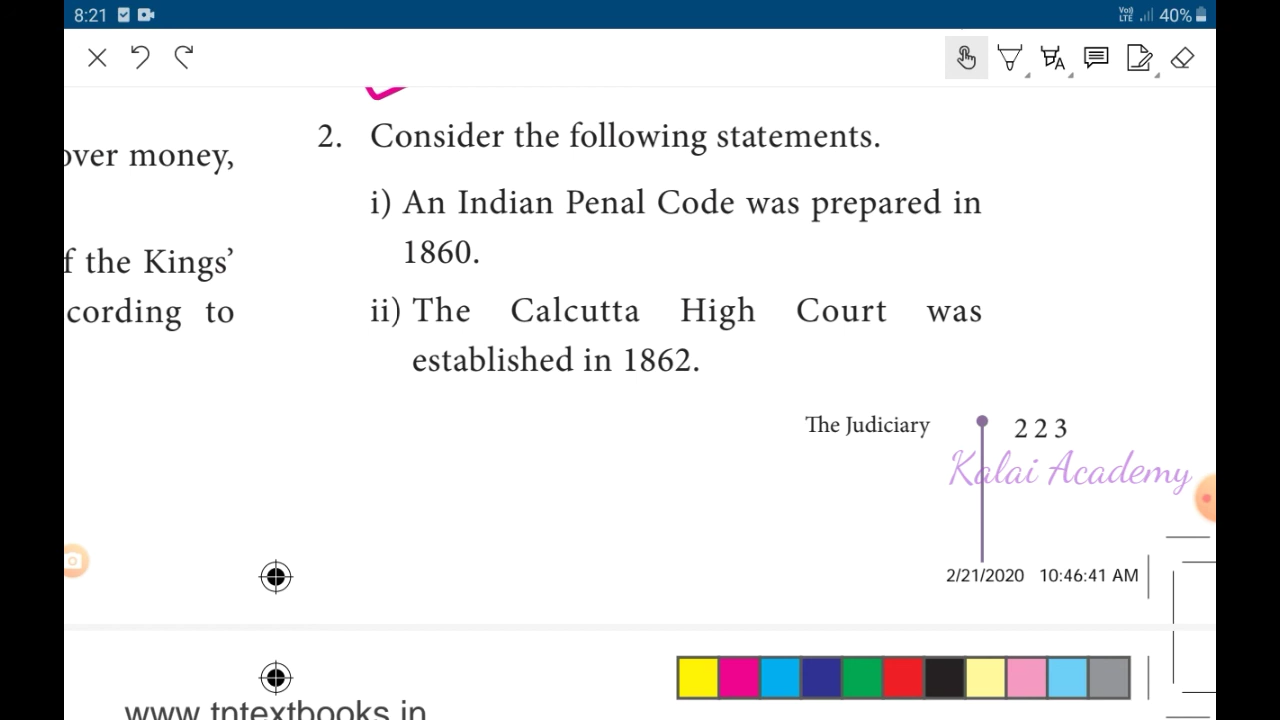 8:21
Vo)) LTE 40%
over money,
f the Kings’
cording to
2. Consider the following statements.
i) An Indian Penal Code was prepared in
1860.
ii) The Calcutta High Court was
established in 1862.
The Judiciary 223
Kalai Academy
2/21/2020 10:46:41 AM
www.tntextbooks.in